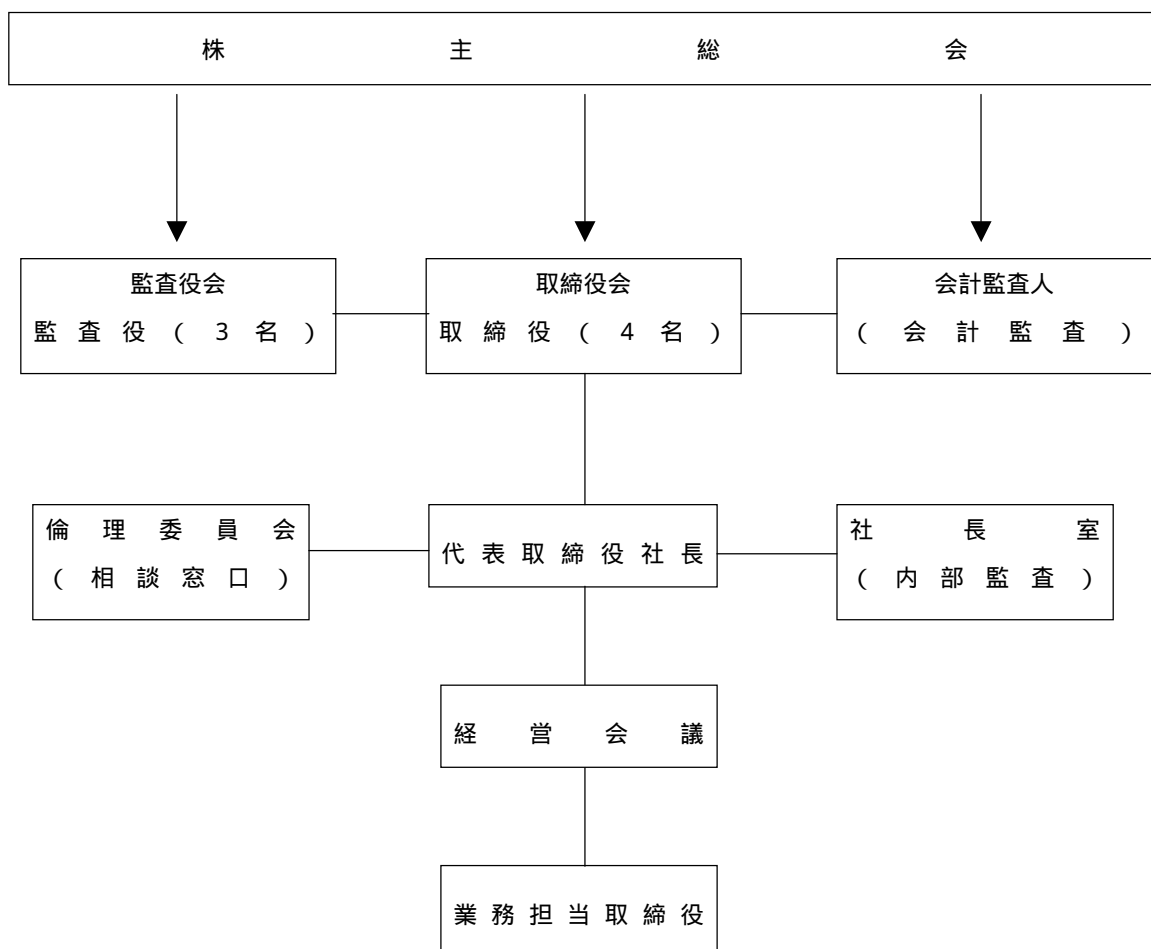 株主総会
監査役会
監査役(3名)
取締役会
取締役(4名)
会計監査人
(会計監査)
倫理委員会
(相談窓口)
代表取締役社長
社長室
(内部監査)
経営会議
業務担当取締役